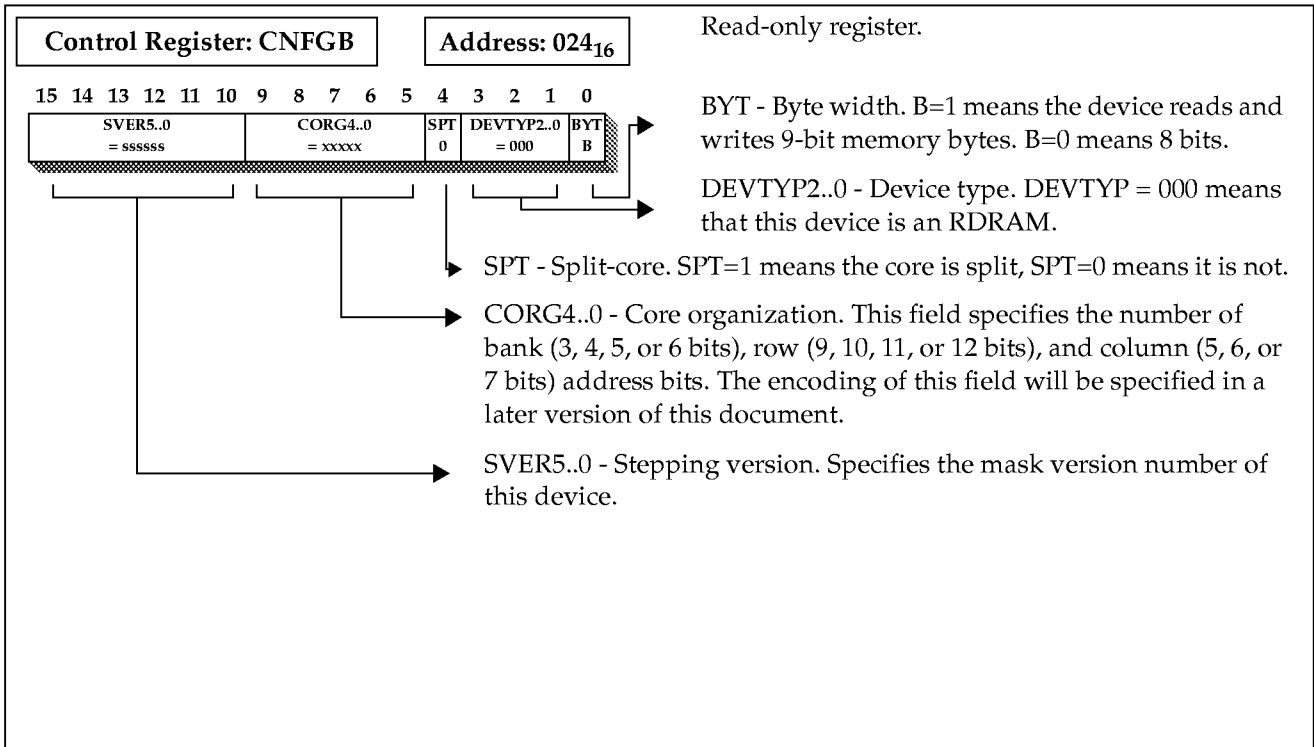 Control Register: CNFGB
Address: 024₁₆
Read-only register.
15 14 13 12 11 10 9 8 7 6 5 4 3 2 1 0
SVER5..0 CORG4..0 SPT DEVTYP2..0 BYT
= ssssss = xxxxx 0 = 000 B
BYT - Byte width. B=1 means the device reads and
writes 9-bit memory bytes. B=0 means 8 bits.
DEVTYP2..0 - Device type. DEVTYP = 000 means
that this device is an RDRAM.
SPT - Split-core. SPT=1 means the core is split, SPT=0 means it is not.
CORG4..0 - Core organization. This field specifies the number of
bank (3, 4, 5, or 6 bits), row (9, 10, 11, or 12 bits), and column (5, 6, or
7 bits) address bits. The encoding of this field will be specified in a
later version of this document.
SVER5..0 - Stepping version. Specifies the mask version number of
this device.